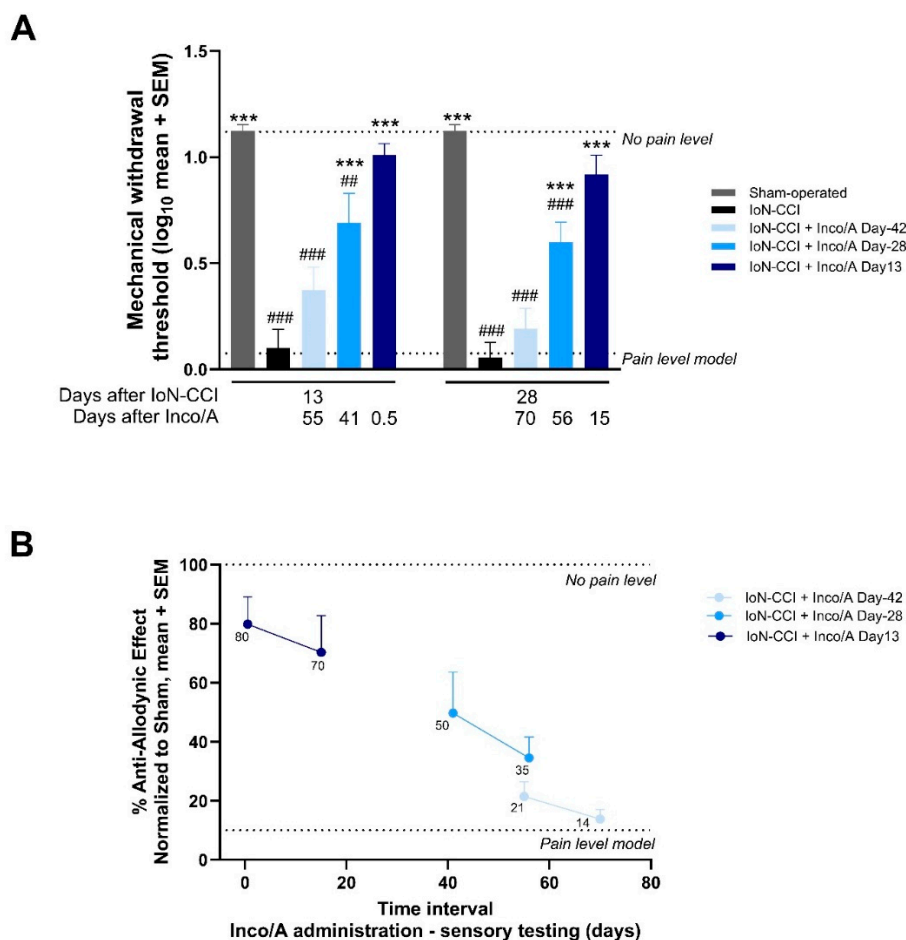 A
Mechanical withdrawal
threshold (log10 mean + SEM)
1.5
1.0
0.5
0.0
***
###
###
***
##
***
***
###
###
***
###
***
No pain level
Pain level model
Sham-operated
IoN-CCI
IoN-CCI + Inco/A Day-42
IoN-CCI + Inco/A Day-28
IoN-CCI + Inco/A Day13
Days after IoN-CCI 13 28
Days after Inco/A 55 41 0.5 70 56 15
B
% Anti-Allodynic Effect
Normalized to Sham, mean + SEM
100
80
60
40
20
0
No pain level
80
70
50
35
21
14
Pain level model
IoN-CCI + Inco/A Day-42
IoN-CCI + Inco/A Day-28
IoN-CCI + Inco/A Day13
0 20 40 60 80
Time interval
Inco/A administration - sensory testing (days)